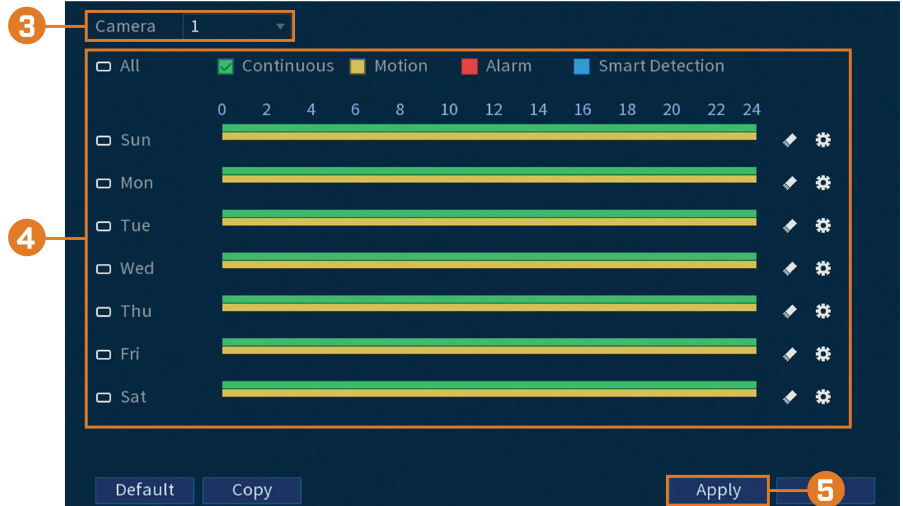 3 Camera 1
All Continuous Motion Alarm Smart Detection
0 2 4 6 8 10 12 14 16 18 20 22 24
Sun
Mon
Tue
4
Wed
Thu
Fri
Sat
Default Copy Apply 5